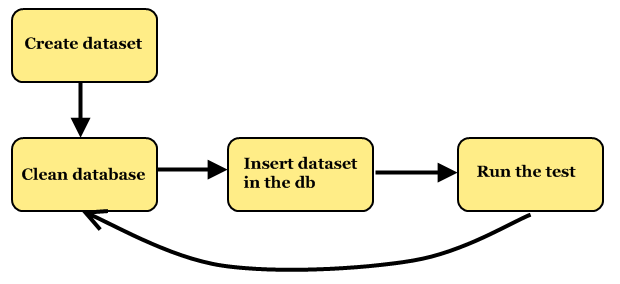 Create dataset
Clean database
Insert dataset
in the db
Run the test